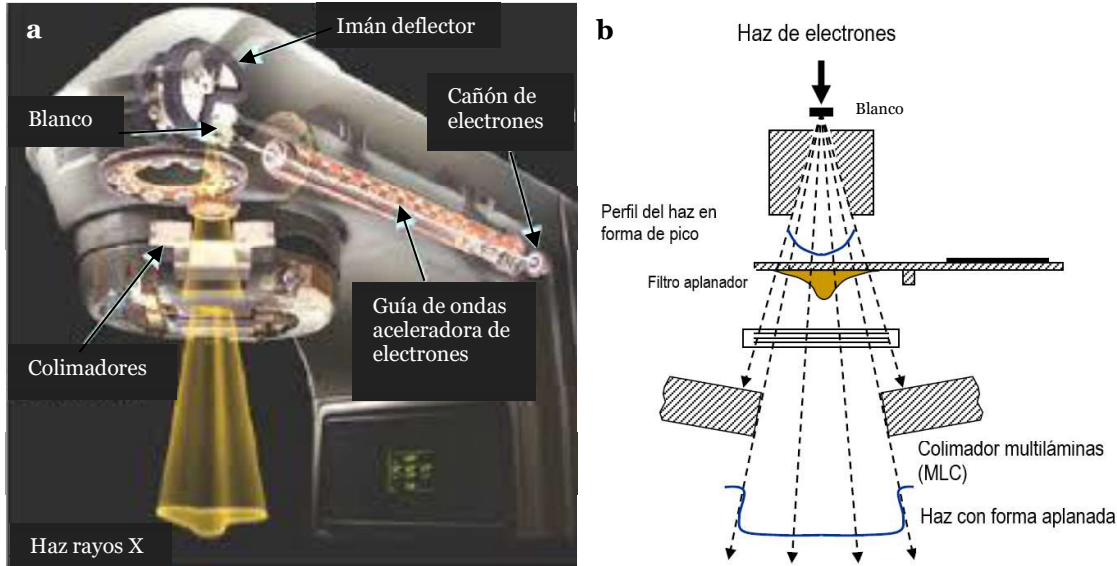 a
Imán deflector
Blanco
Cañón de
electrones
Guía de ondas
aceleradora de
electrones
Colimadores
Haz rayos X
b
Haz de electrones
Blanco
Perfil del haz en
forma de pico
Filtro aplanador
Colimador multiláminas
(MLC)
Haz con forma aplanada